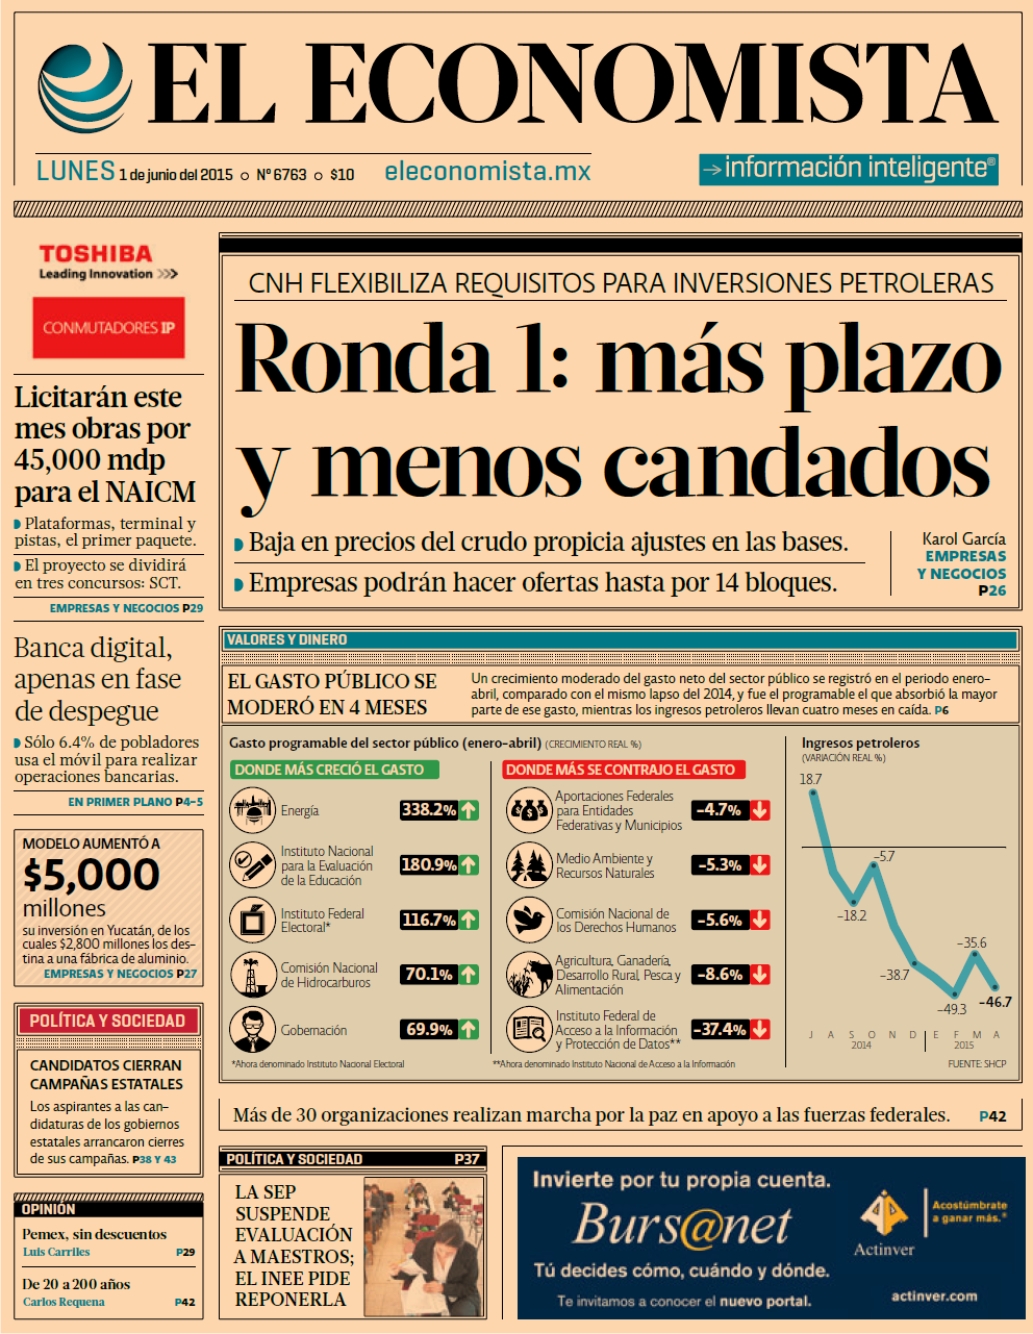 EL ECONOMISTA
LUNES 1 de junio del 2015 o Nº 6763 o $10
eleconomista.mx
→información inteligente®
TOSHIBA
Leading Innovation >>>
CONMUTADORES IP
Licitarán este
mes obras por
45,000 mdp
para el NAICM
Plataformas, terminal y
pistas, el primer paquete.
El proyecto se dividirá
en tres concursos: SCT.
EMPRESAS Y NEGOCIOS P29
Banca digital,
apenas en fase
de despegue
Sólo 6.4% de pobladores
usa el móvil para realizar
operaciones bancarias.
EN PRIMER PLANO P4-5
MODELO AUMENTÓ A
$5,000
millones
su inversión en Yucatán, de los
cuales $2,800 millones los des-
tina a una fábrica de aluminio.
EMPRESAS Y NEGOCIOS P27
POLÍTICA Y SOCIEDAD
CANDIDATOS CIERRAN
CAMPAÑAS ESTATALES
Los aspirantes a las can-
didaturas de los gobiernos
estatales arrancaron cierres
de sus campañas. P38 Y 43
OPINIÓN
Pemex, sin descuentos
Luis Carriles P29
De 20 a 200 años
Carlos Requena P42
CNH FLEXIBILIZA REQUISITOS PARA INVERSIONES PETROLERAS
Ronda 1: más plazo
y menos candados
Baja en precios del crudo propicia ajustes en las bases.
Empresas podrán hacer ofertas hasta por 14 bloques.
Karol García
EMPRESAS
Y NEGOCIOS
P26
VALORES Y DINERO
EL GASTO PÚBLICO SE
MODERÓ EN 4 MESES
Un crecimiento moderado del gasto neto del sector público se registró en el periodo enero-
abril, comparado con el mismo lapso del 2014, y fue el programable el que absorbió la mayor
parte de ese gasto, mientras los ingresos petroleros llevan cuatro meses en caída. P6
Gasto programable del sector público (enero-abril) (CRECIMIENTO REAL %)
DONDE MÁS CRECIÓ EL GASTO
Energía
338.2%
Instituto Nacional
para la Evaluación
de la Educación
180.9%
Instituto Federal
Electoral*
116.7%
Comisión Nacional
de Hidrocarburos
70.1%
Gobernación
69.9%
*Ahora denominado Instituto Nacional Electoral
DONDE MÁS SE CONTRAJO EL GASTO
Aportaciones Federales
para Entidades
Federativas y Municipios
-4.7%
Medio Ambiente y
Recursos Naturales
-5.3%
Comisión Nacional de
los Derechos Humanos
-5.6%
Agricultura, Ganadería,
Desarrollo Rural, Pesca y
Alimentación
-8.6%
Instituto Federal de
Acceso a la Información
y Protección de Datos**
-37.4%
**Ahora denominado Instituto Nacional de Acceso a la Información
Ingresos petroleros
(VARIACIÓN REAL %)
18.7
-5.7
-18.2
-35.6
-38.7
-49.3
-46.7
J A S O N D E F M A
2014 2015
FUENTE: SHCP
Más de 30 organizaciones realizan marcha por la paz en apoyo a las fuerzas federales. P42
POLÍTICA Y SOCIEDAD P37
LA SEP
SUSPENDE
EVALUACIÓN
A MAESTROS;
EL INEE PIDE
REPONERLA
Invierte por tu propia cuenta.
Burs@net
Tú decides cómo, cuándo y dónde.
Te invitamos a conocer el nuevo portal.
Actinver
Acostúmbrate
a ganar más.®
actinver.com